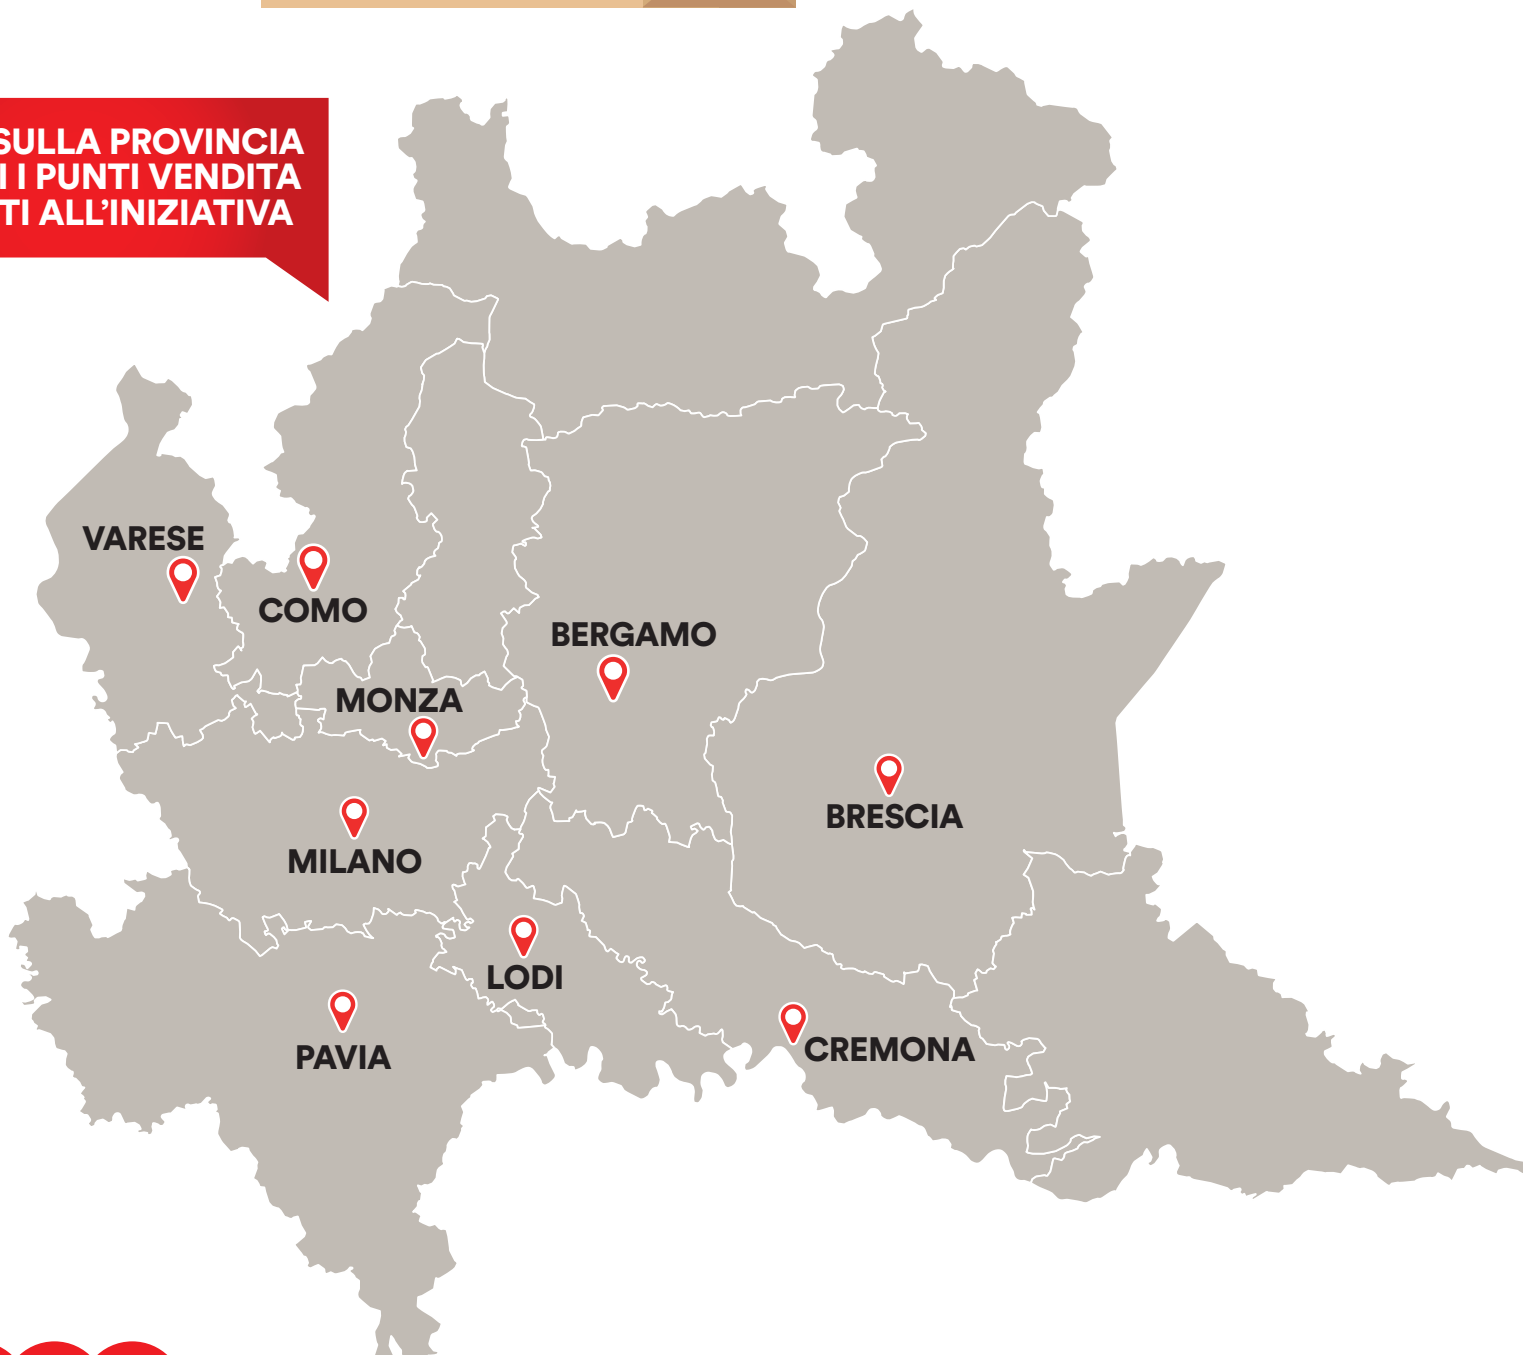 SULLA PROVINCIA
I I PUNTI VENDITA
TI ALL'INIZIATIVA
VARESE
COMO
BERGAMO
MONZA
BRESCIA
MILANO
LODI
CREMONA
PAVIA